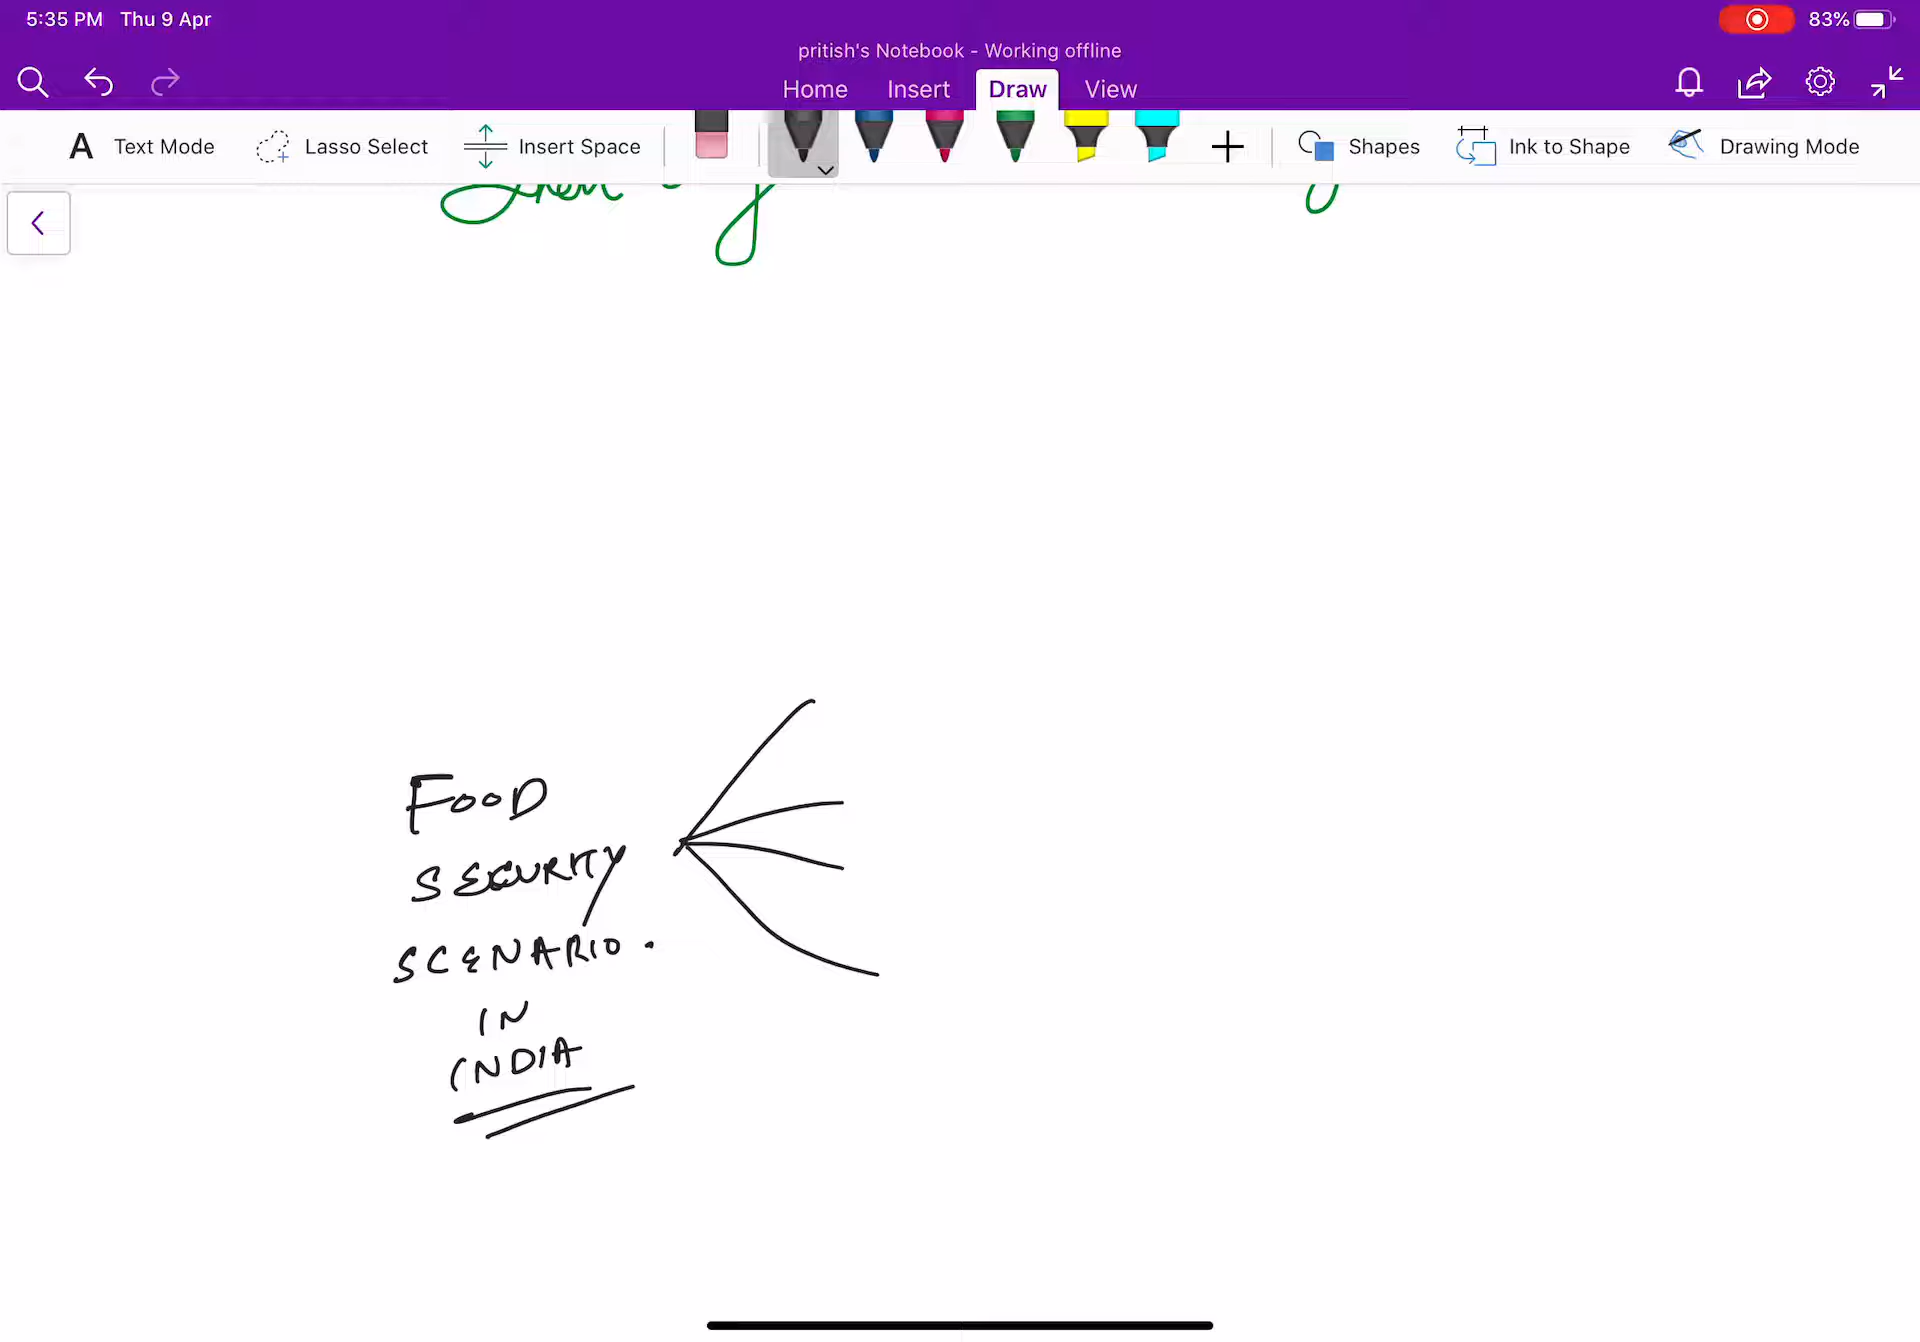 5:35 PM Thu 9 Apr 83%
pritish's Notebook - Working offline
Home Insert Draw View
A Text Mode Lasso Select Insert Space Shapes Ink to Shape Drawing Mode
FOOD
SECURITY
SCENARIO.
IN
INDIA